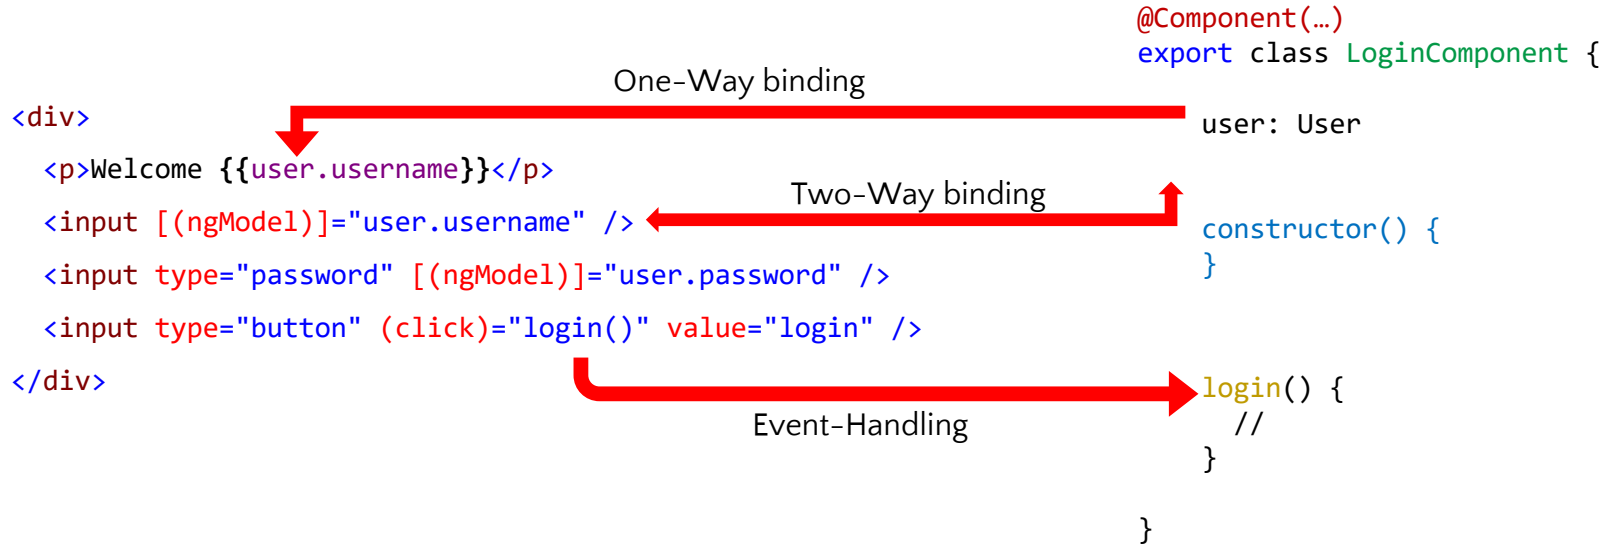 @Component(…)
export class LoginComponent {
One-Way binding
<div>
user: User
<p>Welcome {{user.username}}</p>
Two-Way binding
<input [(ngModel)]="user.username" />
constructor() {
}
<input type="password" [(ngModel)]="user.password" />
<input type="button" (click)="login()" value="login" />
</div>
login() {
//
}
Event-Handling
}